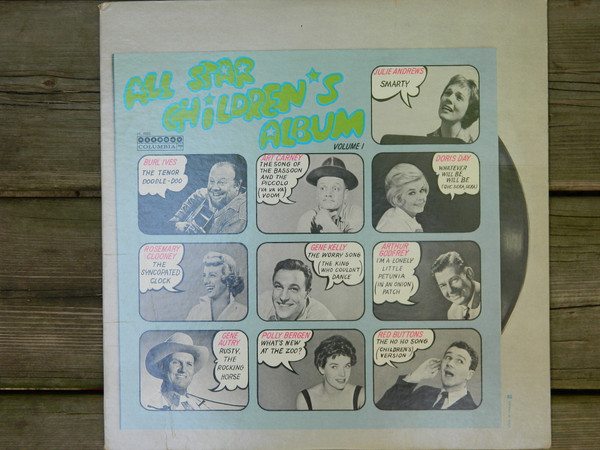 ALL STAR
CHILDREN'S
ALBUM
VOLUME I
HARMONY
COLUMBIA
JULIE ANDREWS
SMARTY
BURL IVES
THE TENOR
DOODLE-DOO
ART CARNEY
THE SONG OF
THE BASSOON
AND THE
PICCOLO
(VA VA VA)
VOOM
DORIS DAY
WHATEVER
WILL BE,
WILL BE
(QUE SERA, SERA)
ROSEMARY
CLOONEY
THE
SYNCOPATED
CLOCK
GENE KELLY
THE WORRY SONG
(THE KING
WHO COULDN'T
DANCE
ARTHUR
GODFREY
I'M A LONELY
LITTLE
PETUNIA
(IN AN ONION)
PATCH
GENE
AUTRY
RUSTY,
THE
ROCKING
HORSE
POLLY BERGEN
WHAT'S NEW
AT THE ZOO?
RED BUTTONS
THE HO HO SONG
(CHILDREN'S)
VERSION